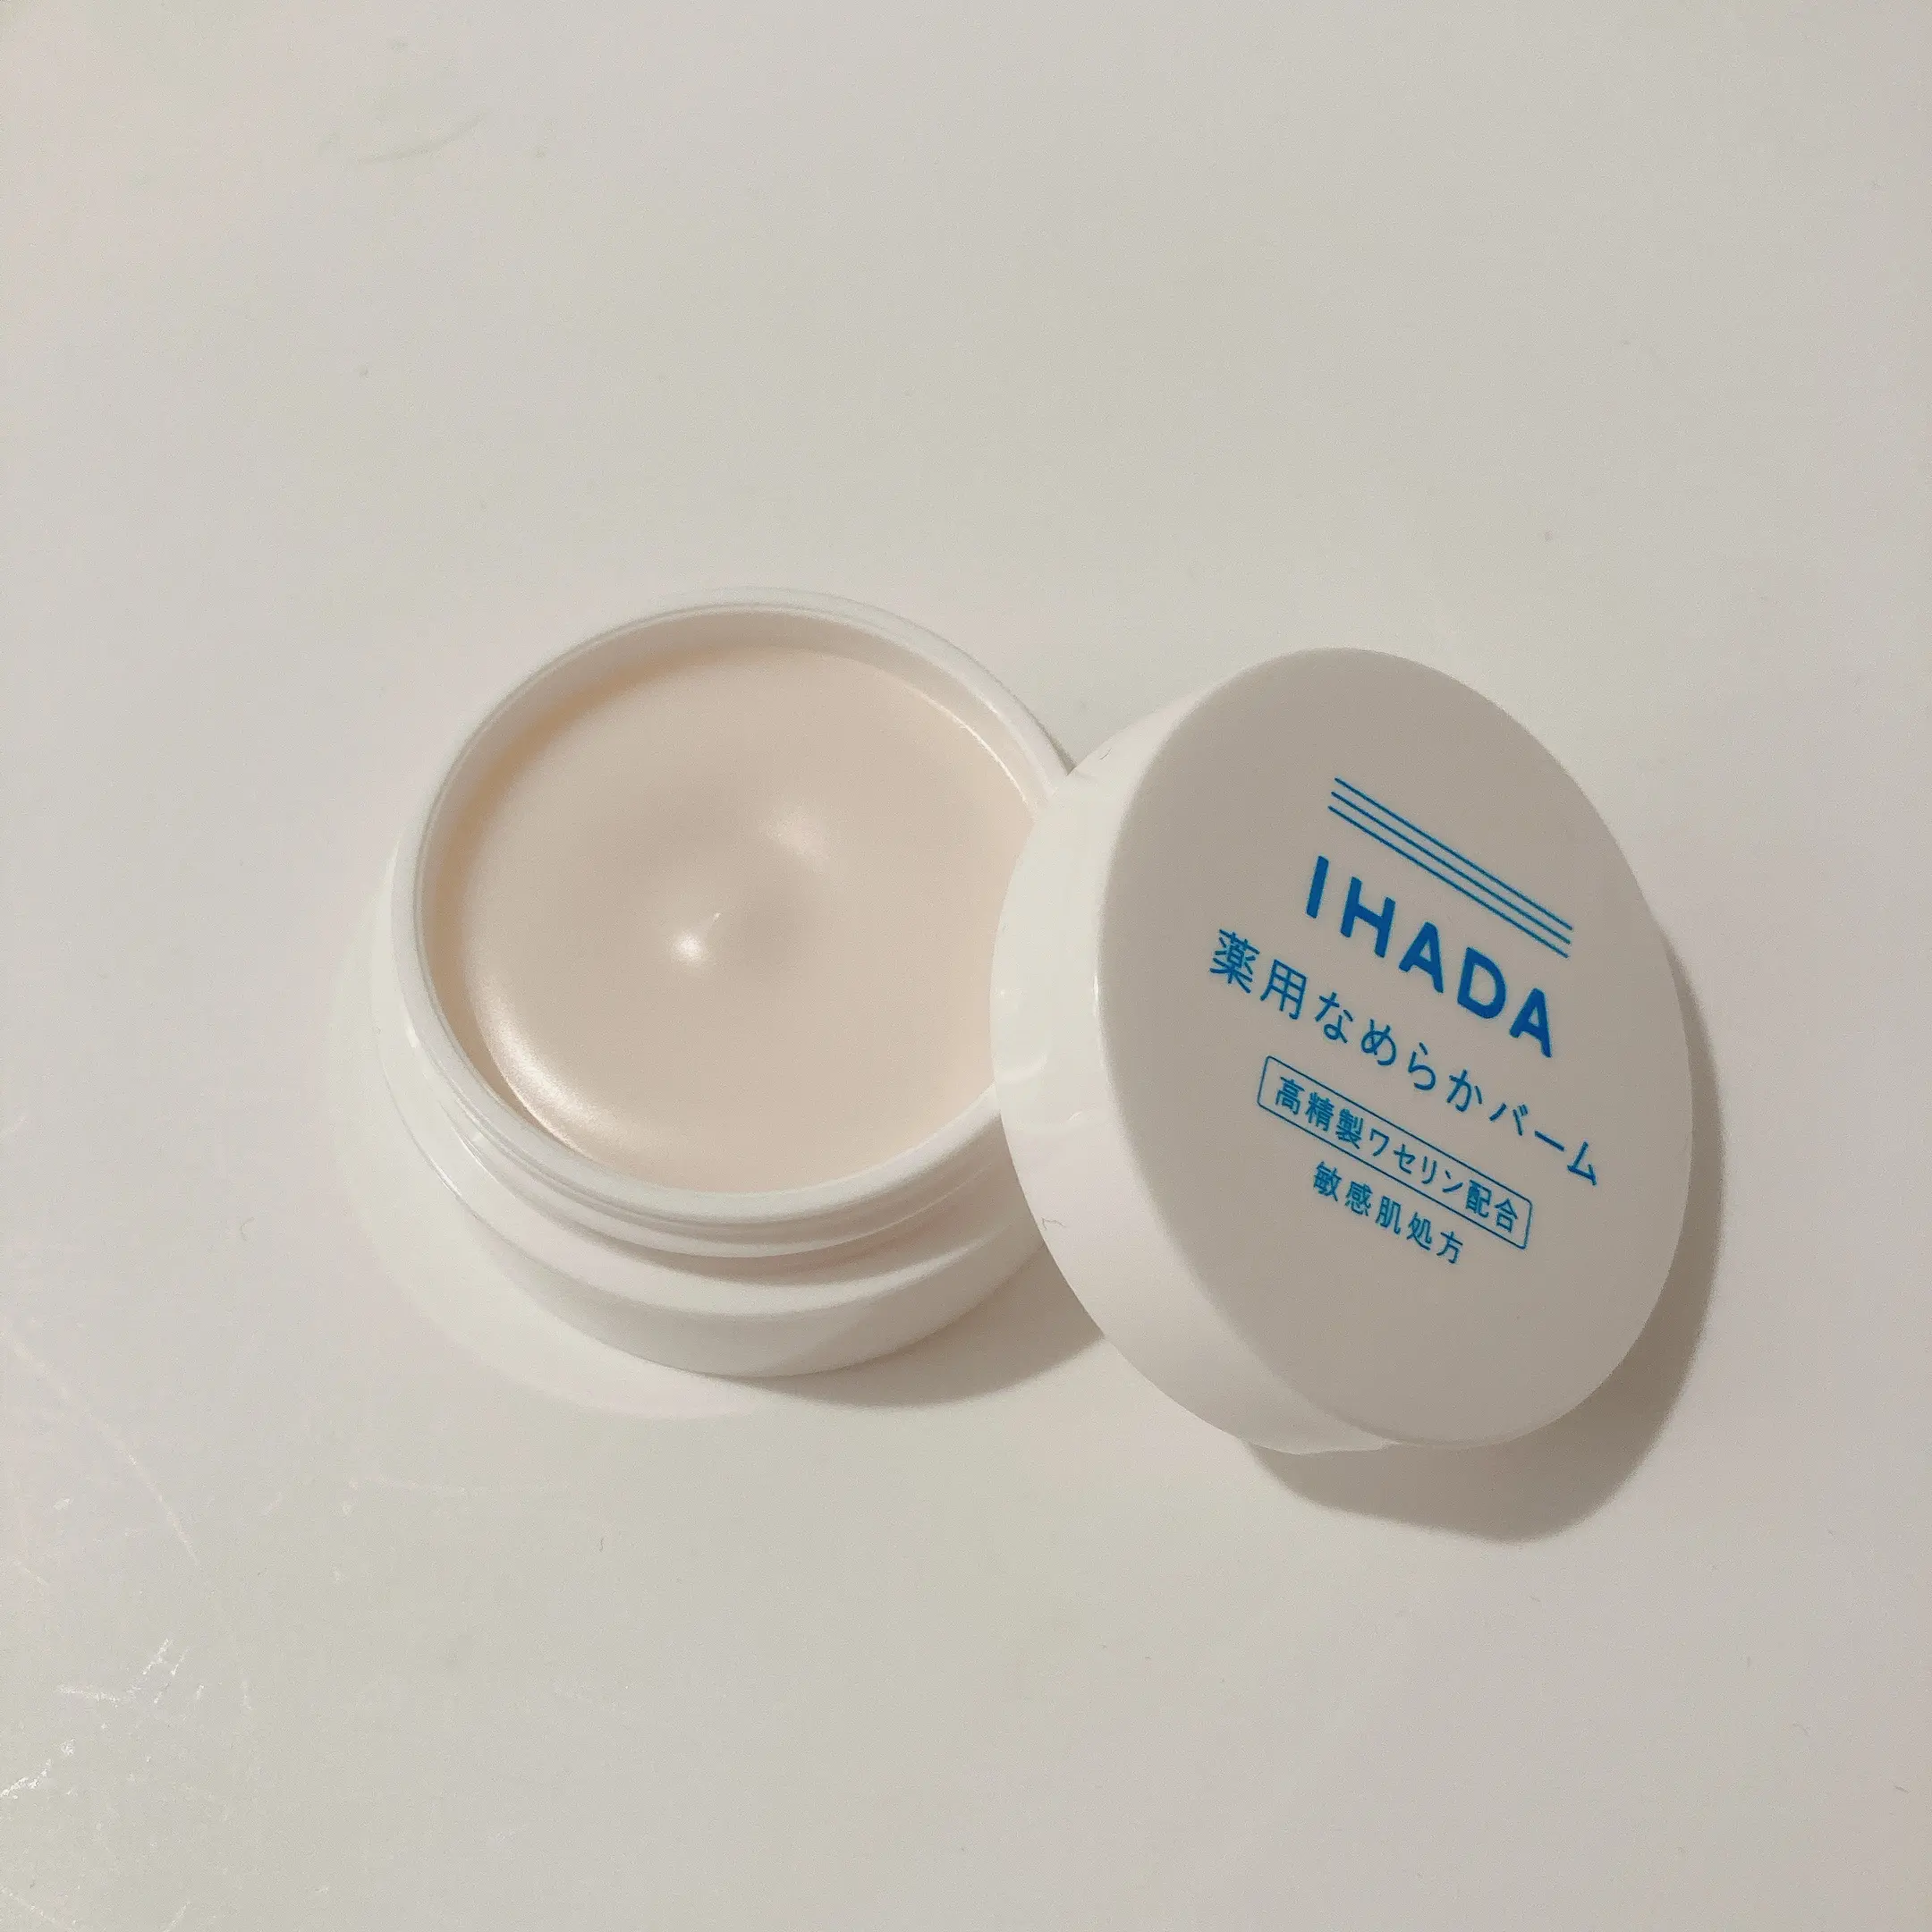 IHADA
薬用なめらかバーム
高精製ワセリン配合
敏感肌処方